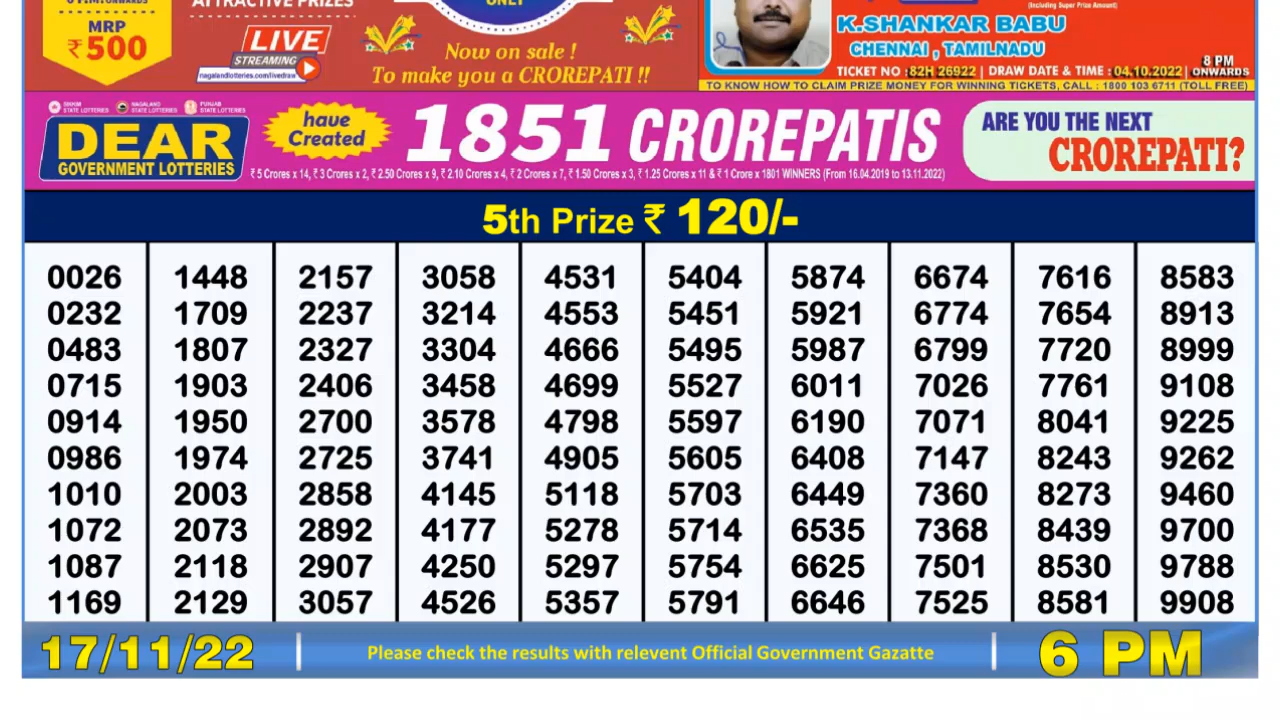 6 P.M. ONWARDS
MRP
₹ 500
ATTRACTIVE PRIZES
LIVE
STREAMING
nagalandlotteries.com/livedraw
ONLY
Now on sale !
To make you a CROREPATI !!
(Including Super Prize Amount)
K.SHANKAR BABU
CHENNAI , TAMILNADU
TICKET NO :82H 26922 | DRAW DATE & TIME :04.10.2022| 8 PM ONWARDS
TO KNOW HOW TO CLAIM PRIZE MONEY FOR WINNING TICKETS, CALL : 1800 103 6711 (TOLL FREE)
SIKKIM STATE LOTTERIES NAGALAND STATE LOTTERIES PUNJAB STATE LOTTERIES
DEAR
GOVERNMENT LOTTERIES
have
Created
1851 CROREPATIS
₹ 5 Crores x 14, ₹ 3 Crores x 2, ₹ 2.50 Crores x 9, ₹ 2.10 Crores x 4, ₹ 2 Crores x 7, ₹ 1.50 Crores x 3, ₹ 1.25 Crores x 11 & ₹ 1 Crore x 1801 WINNERS (From 16.04.2019 to 13.11.2022)
ARE YOU THE NEXT
CROREPATI?
5th Prize ₹ 120/-
0026 1448 2157 3058 4531 5404 5874 6674 7616 8583
0232 1709 2237 3214 4553 5451 5921 6774 7654 8913
0483 1807 2327 3304 4666 5495 5987 6799 7720 8999
0715 1903 2406 3458 4699 5527 6011 7026 7761 9108
0914 1950 2700 3578 4798 5597 6190 7071 8041 9225
0986 1974 2725 3741 4905 5605 6408 7147 8243 9262
1010 2003 2858 4145 5118 5703 6449 7360 8273 9460
1072 2073 2892 4177 5278 5714 6535 7368 8439 9700
1087 2118 2907 4250 5297 5754 6625 7501 8530 9788
1169 2129 3057 4526 5357 5791 6646 7525 8581 9908
17/11/22 Please check the results with relevent Official Government Gazatte 6 PM